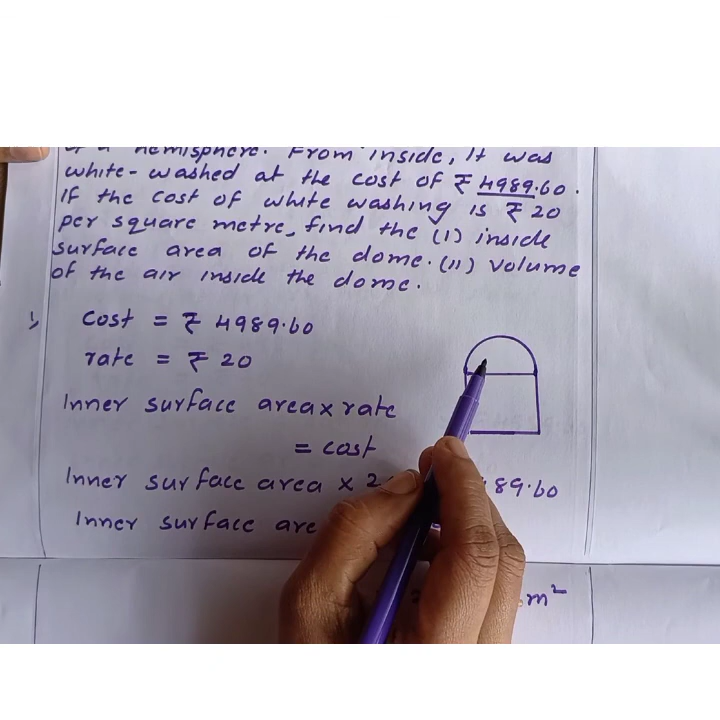 of a hemisphere. From inside, it was
white-washed at the cost of ₹ 4989.60.
If the cost of white washing is ₹ 20
per square metre, find the (i) inside
surface area of the dome. (ii) volume
of the air inside the dome.
cost = ₹ 4989.60
rate = ₹ 20
Inner surface area x rate
= cost
Inner surface area x 2 89.60
Inner surface are
m²